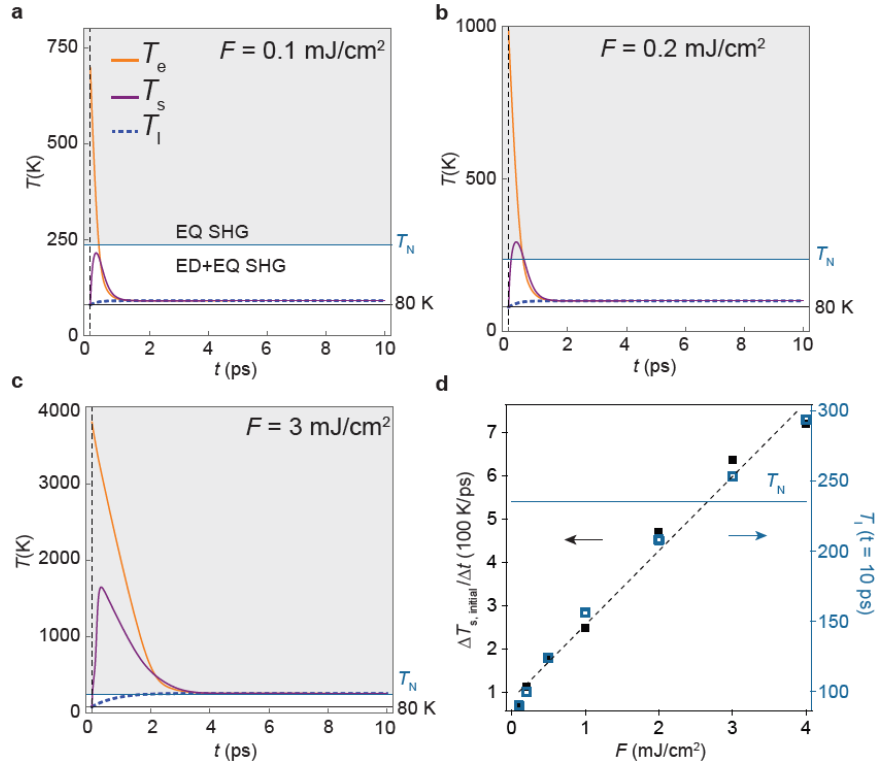 a
F = 0.1 mJ/cm²
T_e
T_s
T_l
750
500
250
0
T(K)
EQ SHG
ED+EQ SHG
T_N
80 K
0 2 4 6 8 10
t (ps)
b
F = 0.2 mJ/cm²
1000
500
0
T(K)
T_N
80 K
0 2 4 6 8 10
t (ps)
c
F = 3 mJ/cm²
4000
3000
2000
1000
0
T(K)
T_N
80 K
0 2 4 6 8 10
t (ps)
d
7
6
5
4
3
2
1
ΔT_s, initial/Δt (100 K/ps)
T_N
300
250
200
150
100
T_l (t = 10 ps)
0 1 2 3 4
F (mJ/cm²)